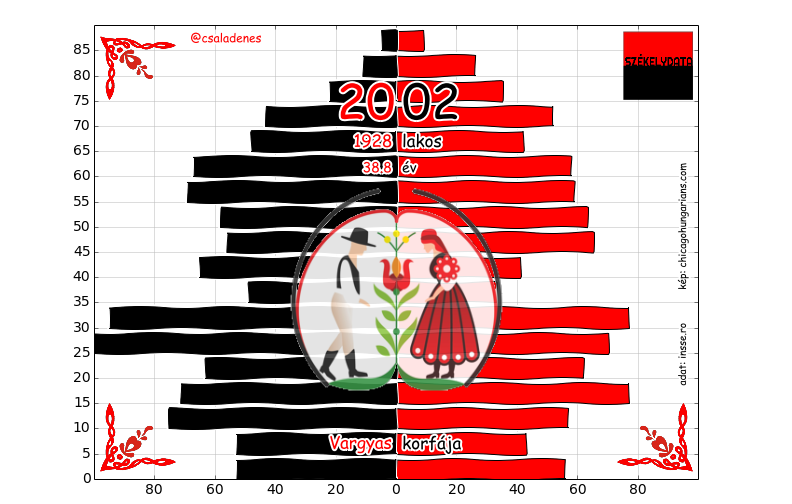 @csaladenes
SZÉKELYDATA
2002
1928 lakos
38.8 év
kép: chicagohungarians.com
adat: insse.ro
Vargyas korfája
85
80
75
70
65
60
55
50
45
40
35
30
25
20
15
10
5
0
80 60 40 20 0 20 40 60 80